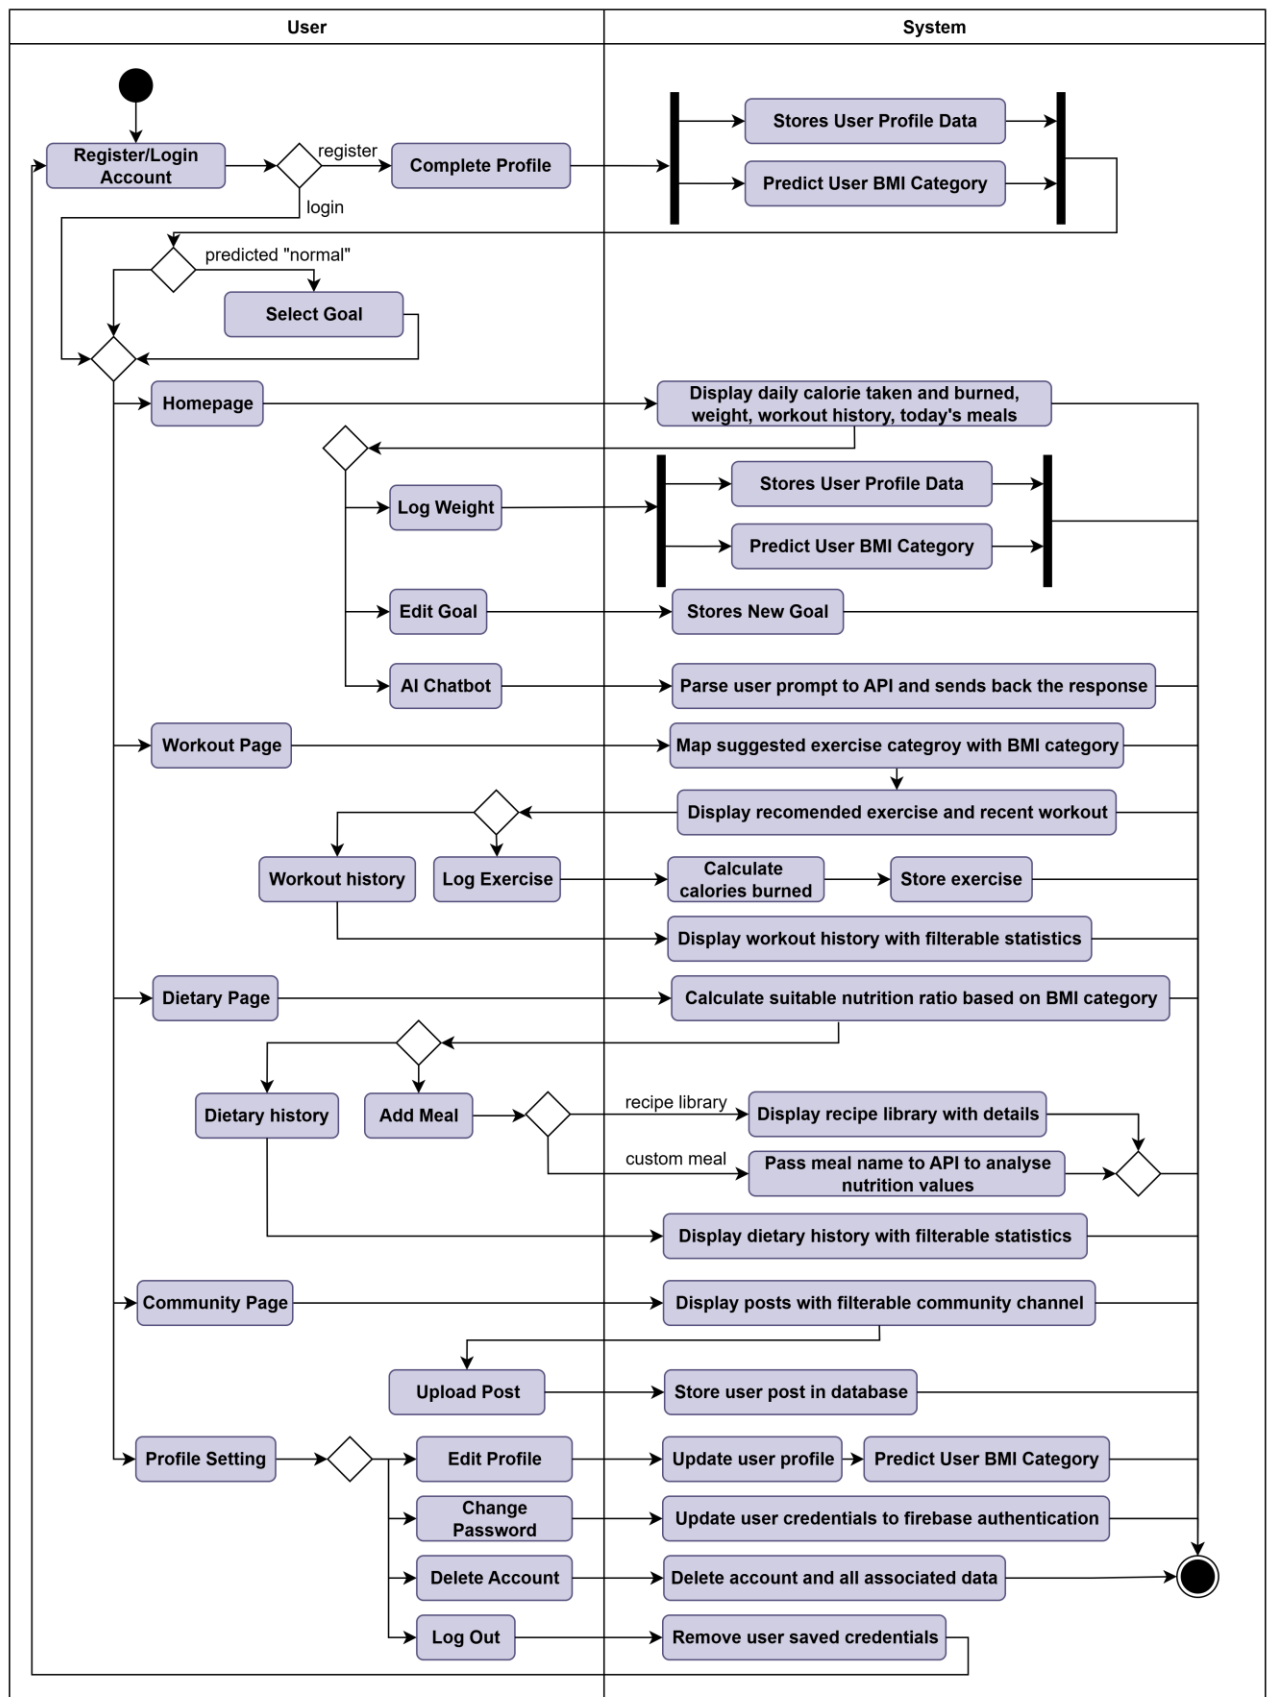 User
System
Register/Login
Account
register
Complete Profile
Stores User Profile Data
Predict User BMI Category
login
predicted "normal"
Select Goal
Homepage
Display daily calorie taken and burned,
weight, workout history, today's meals
Log Weight
Stores User Profile Data
Predict User BMI Category
Edit Goal
Stores New Goal
AI Chatbot
Parse user prompt to API and sends back the response
Workout Page
Map suggested exercise categroy with BMI category
Display recomended exercise and recent workout
Workout history
Log Exercise
Calculate
calories burned
Store exercise
Display workout history with filterable statistics
Dietary Page
Calculate suitable nutrition ratio based on BMI category
Dietary history
Add Meal
recipe library
Display recipe library with details
custom meal
Pass meal name to API to analyse
nutrition values
Display dietary history with filterable statistics
Community Page
Display posts with filterable community channel
Upload Post
Store user post in database
Profile Setting
Edit Profile
Update user profile
Predict User BMI Category
Change
Password
Update user credentials to firebase authentication
Delete Account
Delete account and all associated data
Log Out
Remove user saved credentials